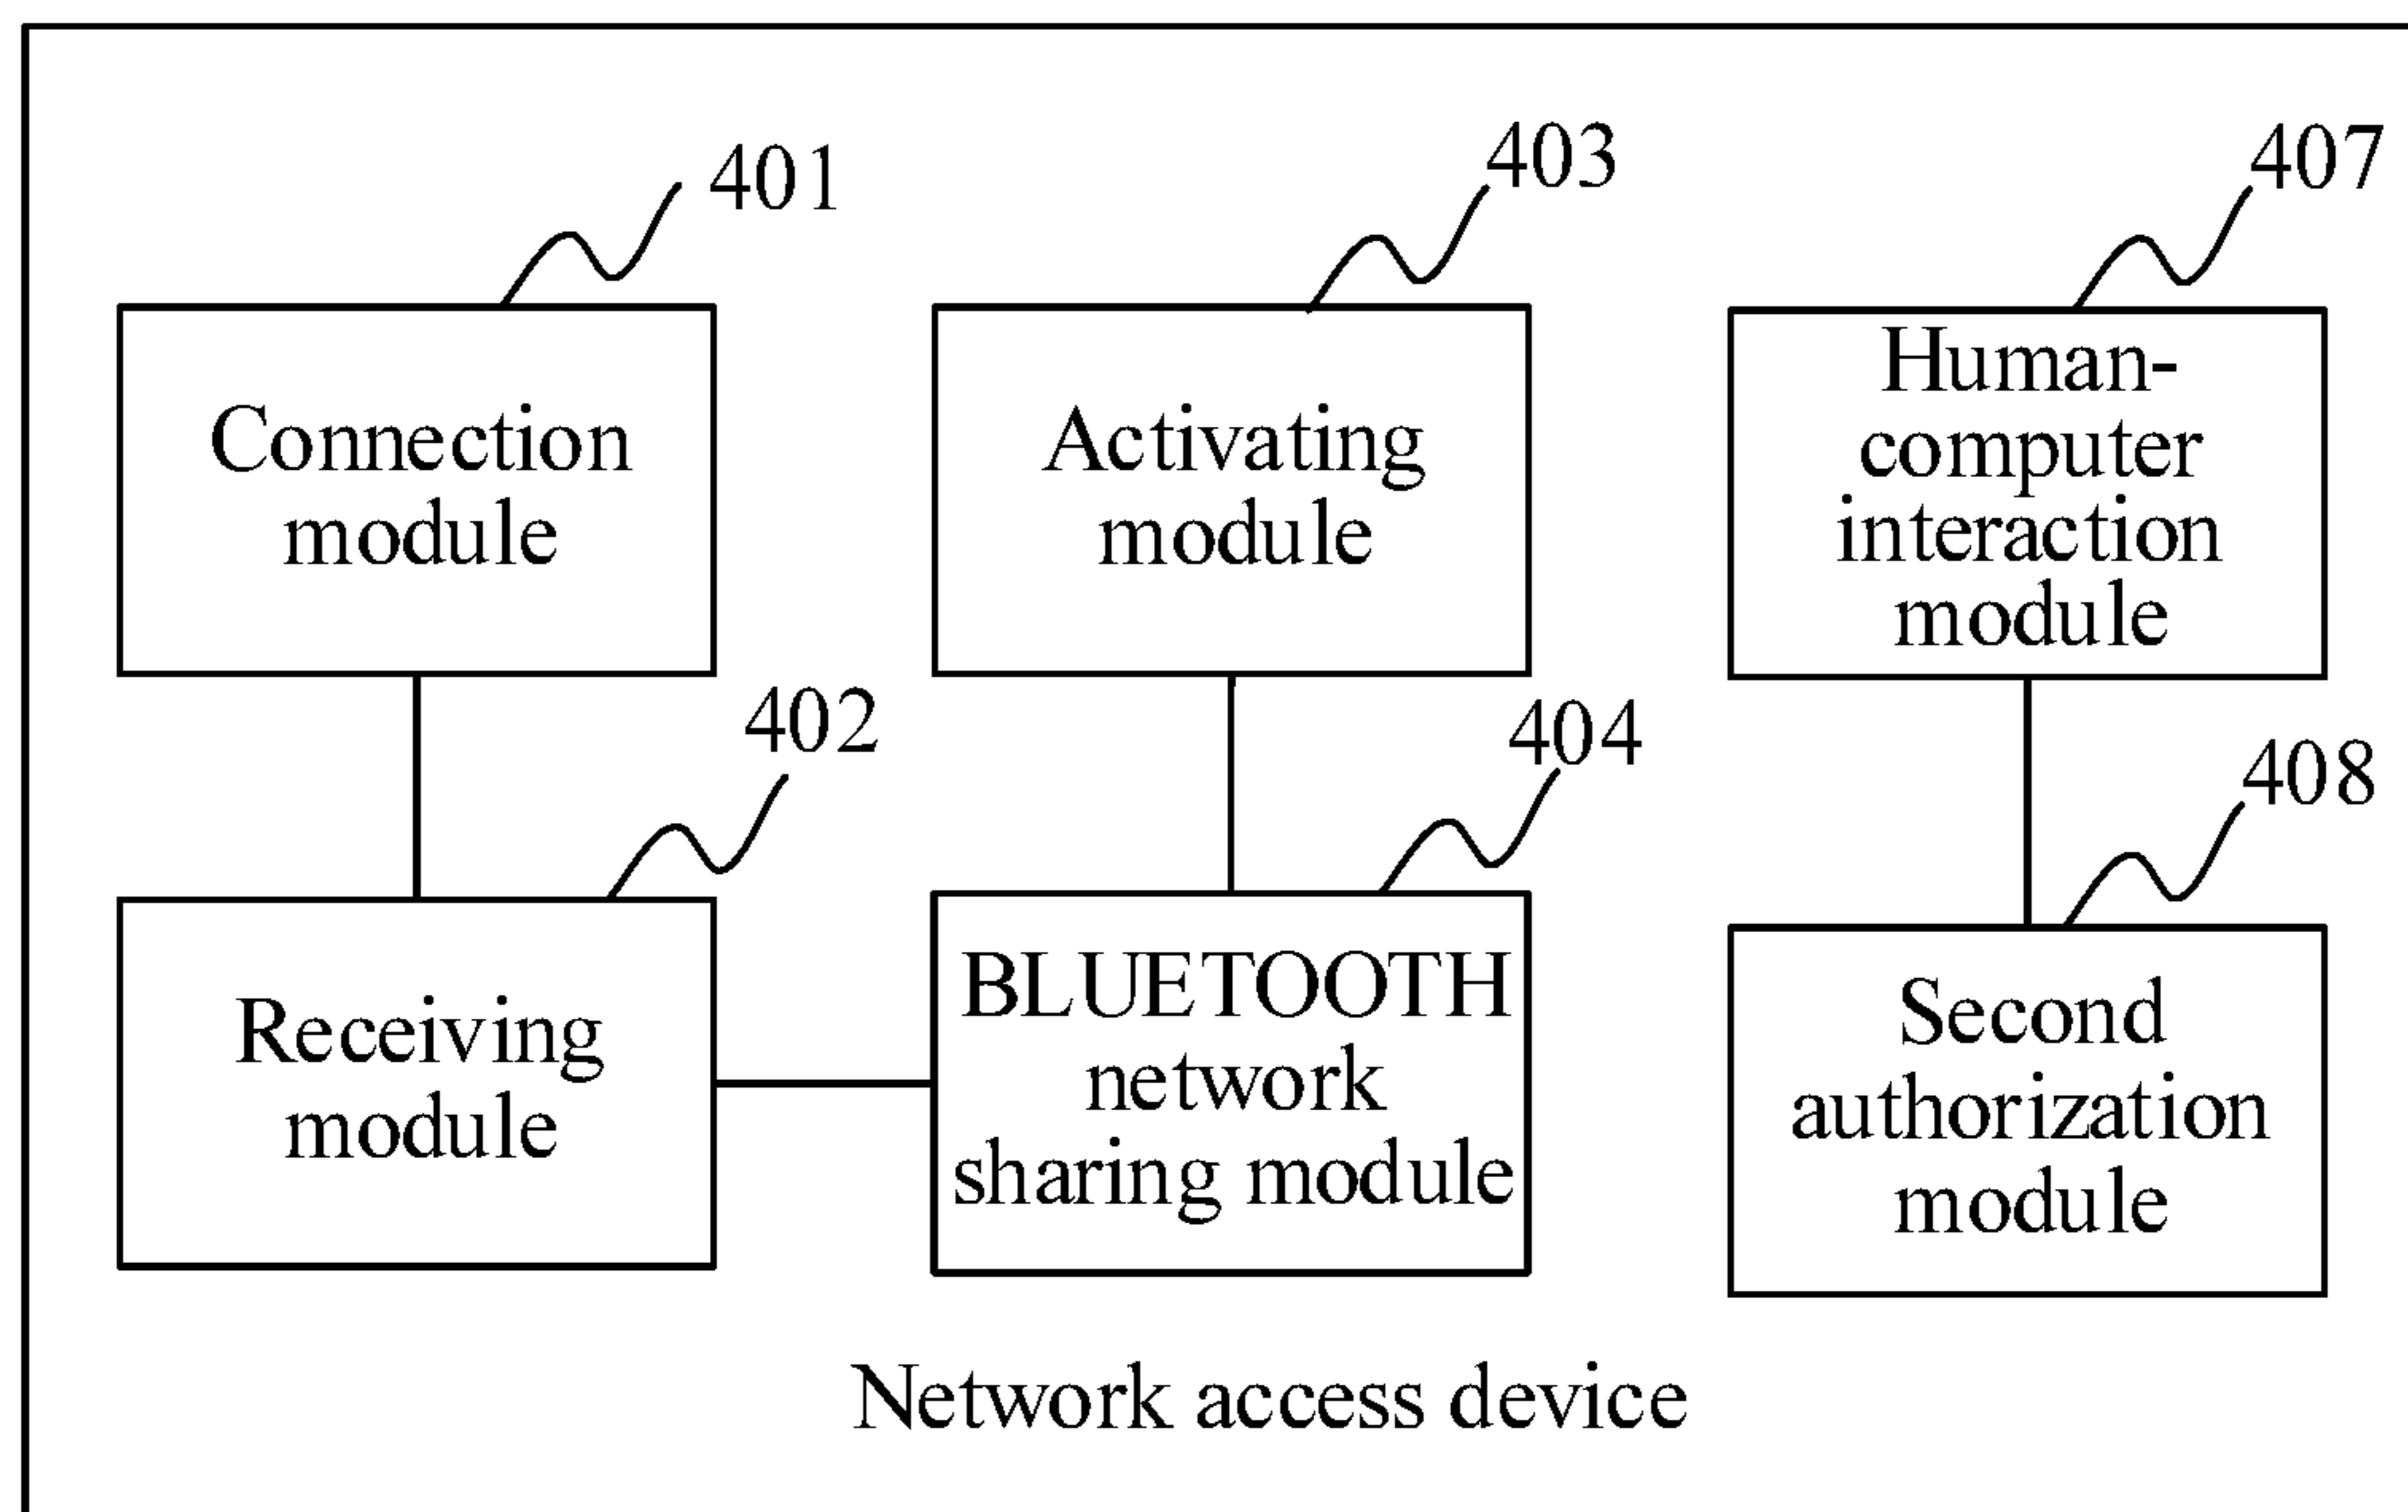 401
403
407
Connection
module
Activating
module
Human-
computer
interaction
module
402
404
408
Receiving
module
BLUETOOTH
network
sharing module
Second
authorization
module
Network access device